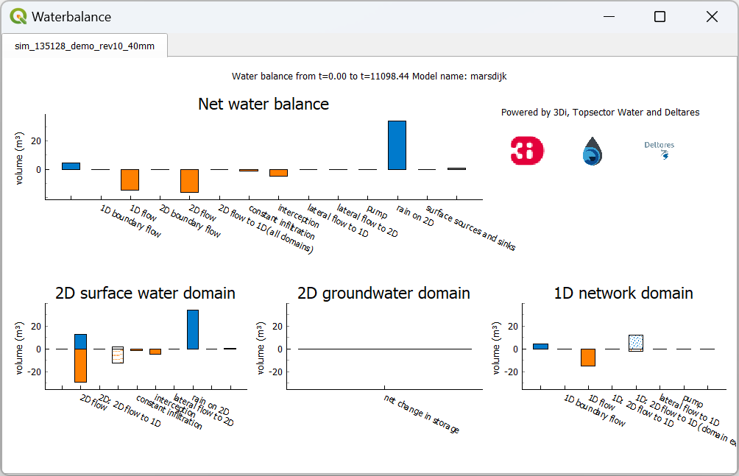 Waterbalance
sim_135128_demo_rev10_40mm
Water balance from t=0.00 to t=11098.44 Model name: marsdijk
Net water balance
volume (m³)
20
0
1D boundary flow
1D flow
2D boundary flow
2D flow
2D flow to 1D (all domains)
constant infiltration
interception
lateral flow to 1D
lateral flow to 2D
pump
rain on 2D
surface sources and sinks
Powered by 3Di, Topsector Water and Deltares
3i
Deltares
2D surface water domain
volume (m³)
20
0
-20
2D flow
2D: 2D flow to 1D
constant infiltration
interception
lateral flow to 2D
rain on 2D
2D groundwater domain
volume (m³)
20
0
-20
net change in storage
1D network domain
volume (m³)
20
0
-20
1D boundary flow
1D flow
1D: 2D flow to 1D
1D: 2D flow to 1D (domain ex
lateral flow to 1D
pump